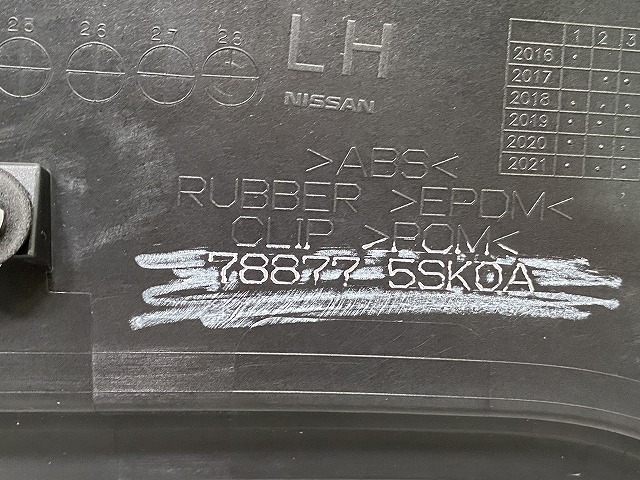 25 26 27 28
LH
NISSAN
1 2 3
2016
2017
2018
2019
2020
2021
>ABS<
RUBBER >EPDM<
CLIP >POM<
78877 5SK0A